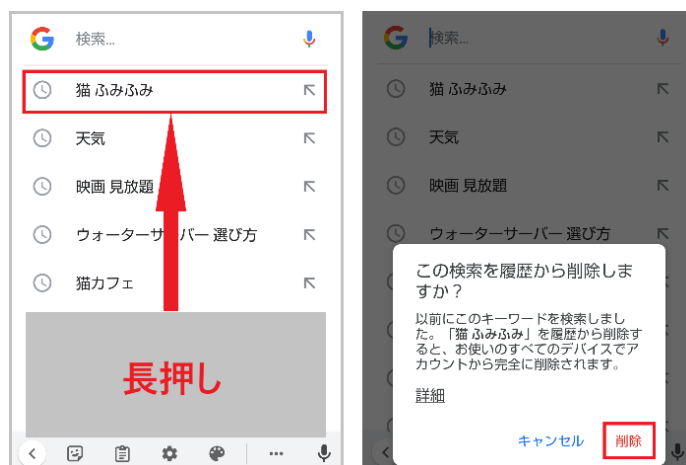 検索...
猫 ふみふみ
天気
映画 見放題
ウォーターサーバー 選び方
猫カフェ
長押し
検索...
猫 ふみふみ
天気
映画 見放題
ウォーターサーバー 選び方
この検索を履歴から削除しま
すか？
以前にこのキーワードを検索しまし
た。「猫 ふみふみ」を履歴から削除す
ると、お使いのすべてのデバイスでア
カウントから完全に削除されます。
詳細
キャンセル 削除